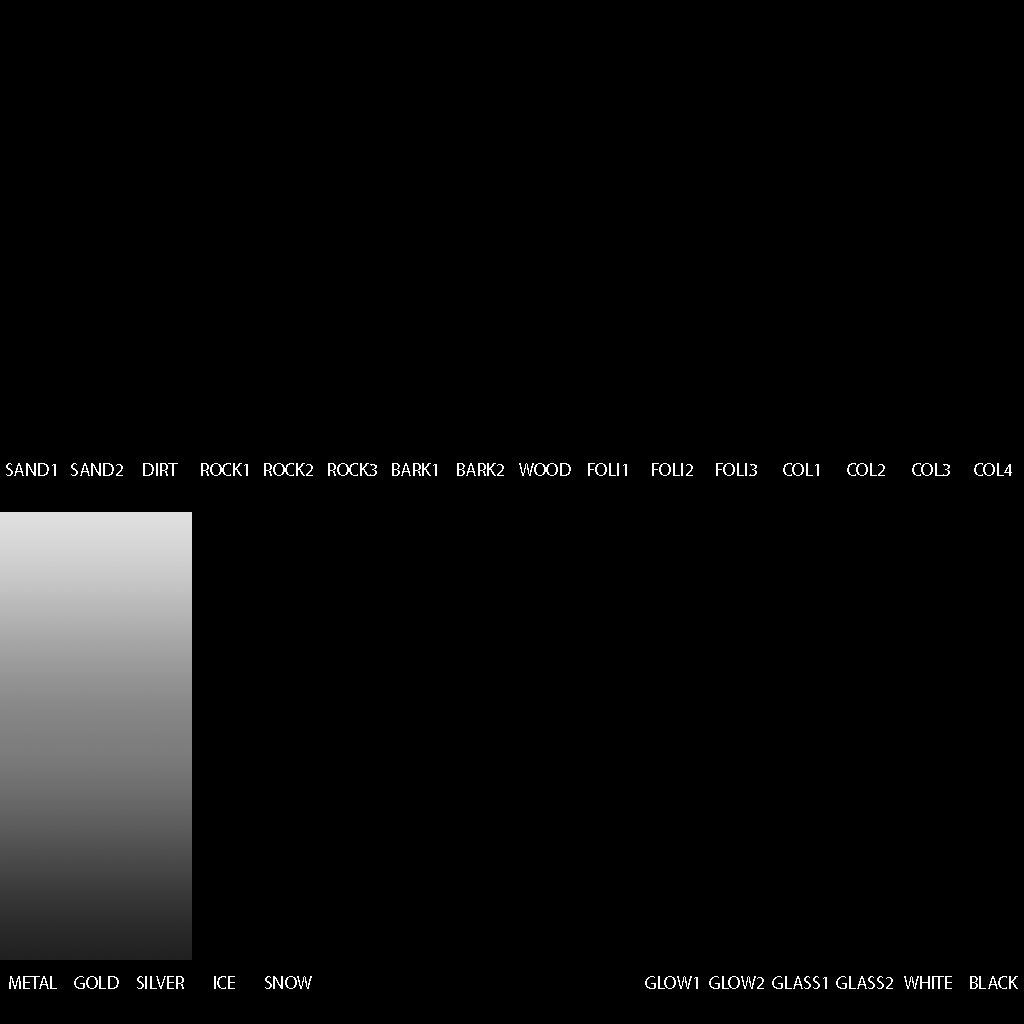 SAND1 SAND2 DIRT ROCK1 ROCK2 ROCK3 BARK1 BARK2 WOOD FOLI1 FOLI2 FOLI3 COL1 COL2 COL3 COL4
METAL GOLD SILVER ICE SNOW GLOW1 GLOW2 GLASS1 GLASS2 WHITE BLACK